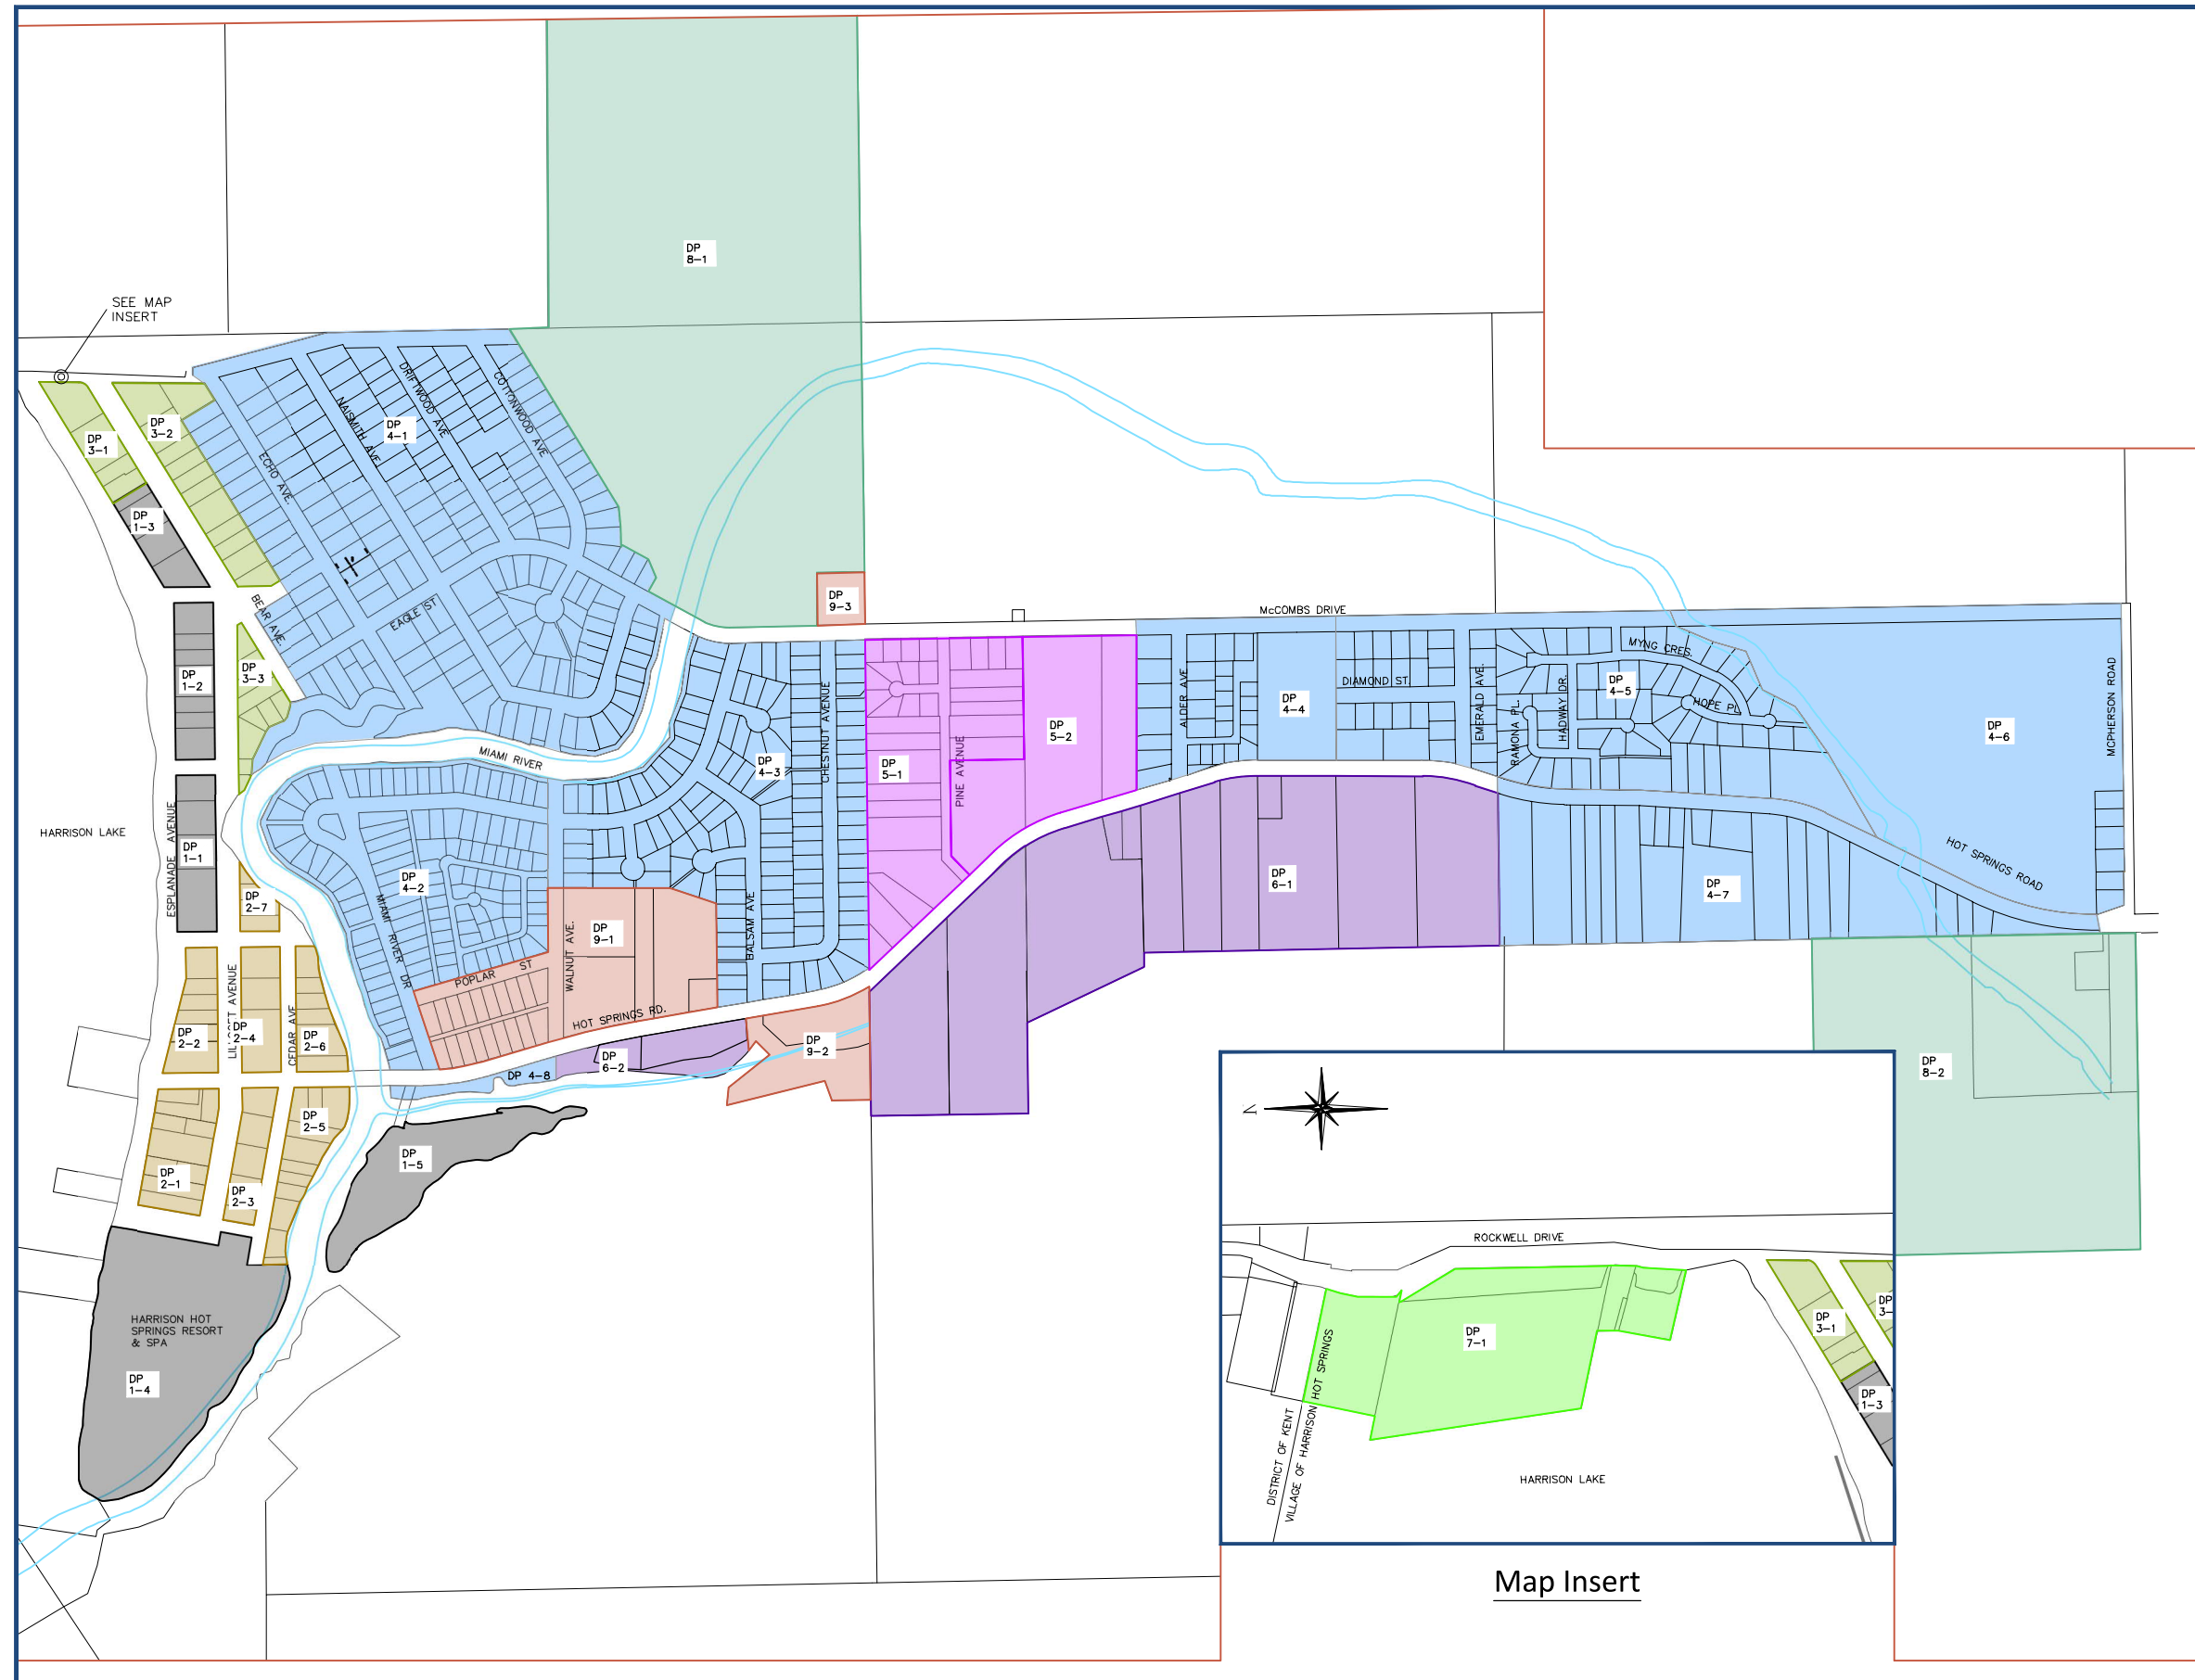 DP
8-1
SEE MAP
INSERT
DP
3-1
DP
3-2
DP
4-1
DRIFTWOOD AVE
COTTONWOOD AVE
NAISMITH AVE
ECHO AVE.
DP
1-3
BEAR AVE.
EAGLE ST
DP
9-3
McCOMBS DRIVE
DP
1-2
DP
3-3
MIAMI RIVER
DP
4-3
CHESTNUT AVENUE
DP
5-1
PINE AVENUE
DP
5-2
ALDER AVE
DP
4-4
DIAMOND ST.
EMERALD AVE.
RAMONA PL.
HADWAY DR.
DP
4-5
MYNG CRES.
HOPE PL.
DP
4-6
MCPHERSON ROAD
HARRISON LAKE
ESPLANADE AVENUE
DP
1-1
DP
2-7
DP
4-2
MIAMI RIVER DR
DP
9-1
WALNUT AVE.
BALSAM AVE
POPLAR ST
HOT SPRINGS RD.
DP
6-1
DP
4-7
HOT SPRINGS ROAD
DP
2-2
LILLOOET AVENUE
DP
2-4
CEDAR AVE
DP
2-6
DP 4-8
DP
6-2
DP
9-2
DP
8-2
DP
2-1
DP
2-3
DP
2-5
DP
1-5
HARRISON HOT
SPRINGS RESORT
& SPA
DP
1-4
N
ROCKWELL DRIVE
DP
7-1
DP
3-1
DP
3-
DP
1-3
DISTRICT OF KENT
VILLAGE OF HARRISON HOT SPRINGS
HARRISON LAKE
Map Insert